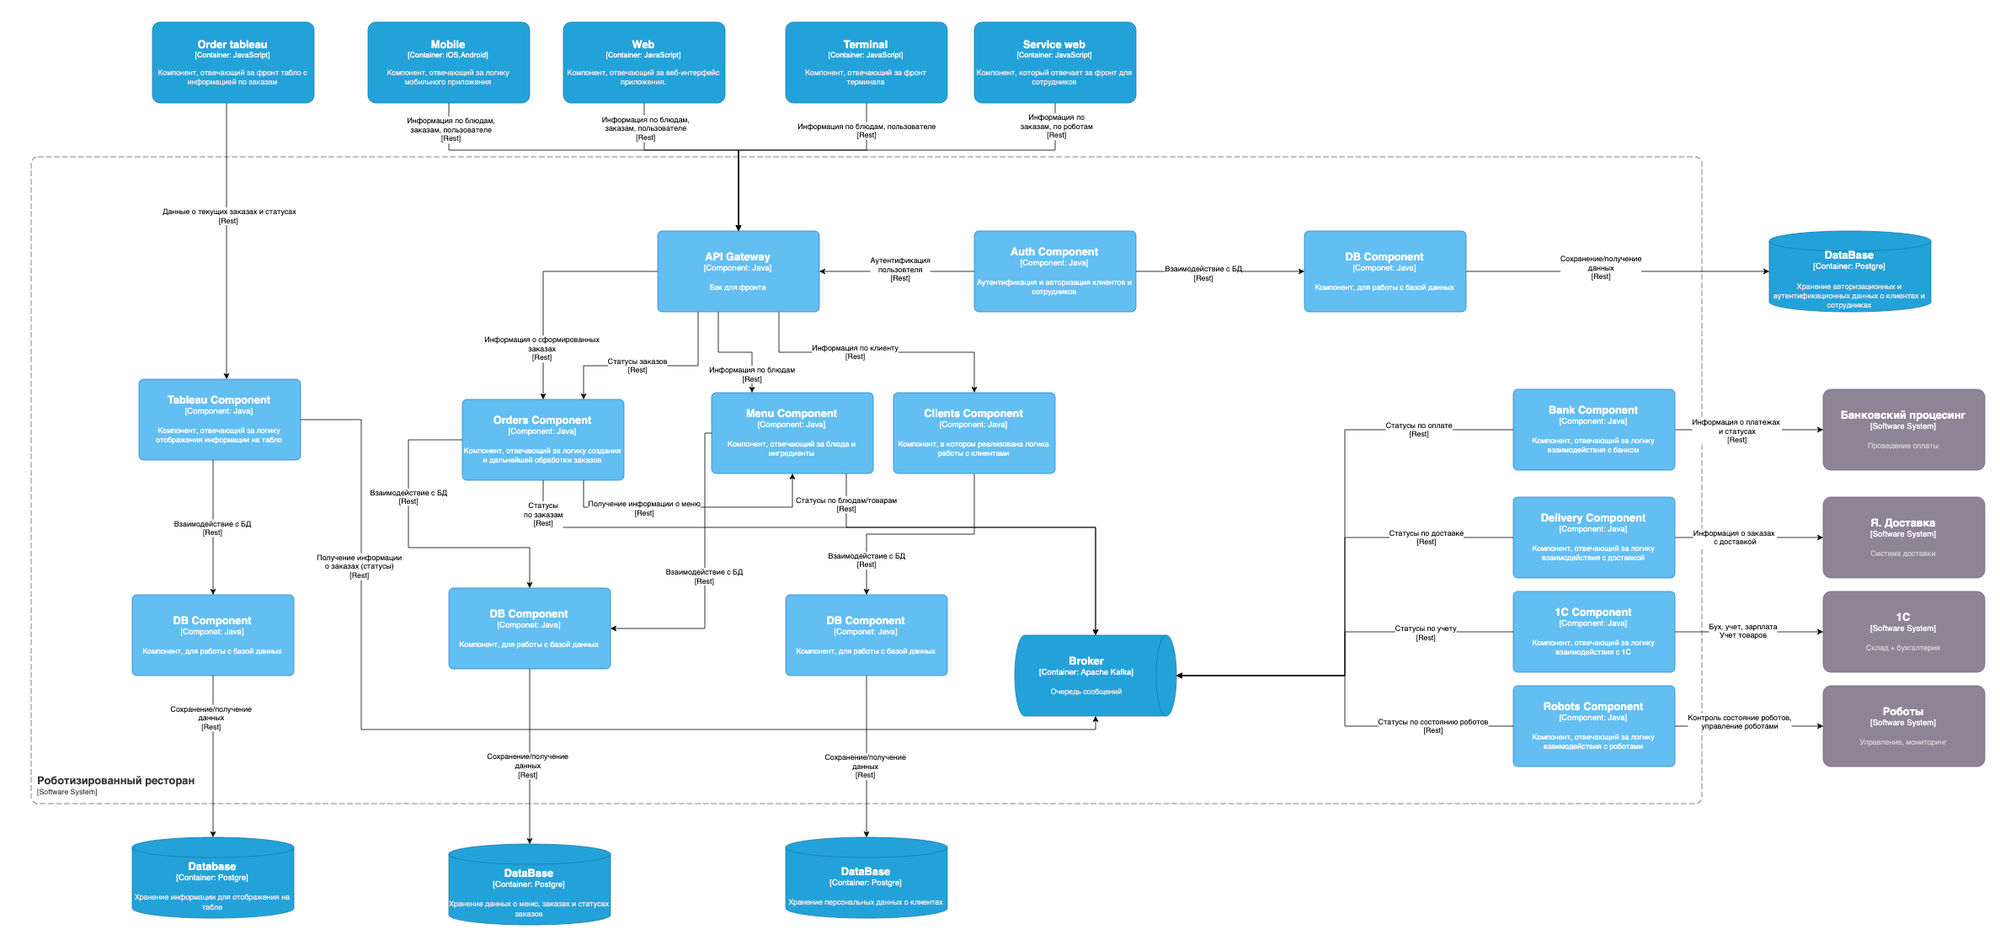 Order tableau
[Container: JavaScript]
Компонент, отвечающий за фронт табло с
информацией по заказам
Mobile
[Container: iOS,Android]
Компонент, отвечающий за логику
мобильного приложения
Web
[Container: JavaScript]
Компонент, отвечающий за веб-интерфейс
приложения.
Terminal
[Container: JavaScript]
Компонент, отвечающий за фронт
терминала
Service web
[Container: JavaScript]
Компонент, который отвечает за фронт для
сотрудников
Информация по блюдам,
заказам, пользователе
[Rest]
Информация по блюдам,
заказам, пользователе
[Rest]
Информация по блюдам, пользователе
[Rest]
Информация по
заказам, по роботам
[Rest]
Данные о текущих заказах и статусах
[Rest]
API Gateway
[Component: Java]
Бэк для фронта
Аутентификация
пользовтеля
[Rest]
Auth Component
[Component: Java]
Аутентификация и авторизация клиентов и
сотрудников
Взаимодействие с БД
[Rest]
DB Component
[Componet: Java]
Компонент, для работы с базой данных
Сохранение/получение
данных
[Rest]
DataBase
[Container: Postgre]
Хранение авторизационных и
аутентификационных данных о клиентах и
сотрудниках
Информация о сформированных
заказах
[Rest]
Статусы заказов
[Rest]
Информация по блюдам
[Rest]
Информация по клиенту
[Rest]
Tableau Component
[Component: Java]
Компонент, отвечающий за логику
отображения информации на табло
Orders Component
[Component: Java]
Компонент, отвечающий за логику создания
и дальнейшей обработки заказов
Menu Component
[Component: Java]
Компонент, отвечающий за блюда и
ингредиенты
Clients Component
[Component: Java]
Компонент, в котором реализована логика
работы с клиентами
Статусы по оплате
[Rest]
Bank Component
[Component: Java]
Компонент, отвечающий за логику
взаимодействия с банком
Информация о платежах
и статусах
[Rest]
Банковский процесинг
[Software System]
Проведение оплаты
Взаимодействие с БД
[Rest]
Статусы
по заказам
[Rest]
Получение информации о меню
[Rest]
Статусы по блюдам/товарам
[Rest]
Взаимодействие с БД
[Rest]
Получение информации
о заказах (статусы)
[Rest]
Взаимодействие с БД
[Rest]
Взаимодействие с БД
[Rest]
Статусы по доставке
[Rest]
Delivery Component
[Component: Java]
Компонент, отвечающий за логику
взаимодействия с доставкой
Информация о заказах
с доставкой
Я. Доставка
[Software System]
Система доставки
DB Component
[Componet: Java]
Компонент, для работы с базой данных
DB Component
[Componet: Java]
Компонент, для работы с базой данных
DB Component
[Componet: Java]
Компонент, для работы с базой данных
Broker
[Container: Apache Kafka]
Очередь сообщений
Статусы по учету
[Rest]
1C Component
[Component: Java]
Компонент, отвечающий за логику
взаимодействия с 1С
Бух. учет, зарплата
Учет товаров
1С
[Software System]
Склад + бухгалтерия
Статусы по состоянию роботов
[Rest]
Robots Component
[Component: Java]
Компонент, отвечающий за логику
взаимодействия с роботами
Контроль состояние роботов,
управление роботами
Роботы
[Software System]
Управление, мониторинг
Сохранение/получение
данных
[Rest]
Сохранение/получение
данных
[Rest]
Сохранение/получение
данных
[Rest]
Роботизированный ресторан
[Software System]
Database
[Container: Postgre]
Хранение информации для отображения на
табле
DataBase
[Container: Postgre]
Хранение данных о меню, заказах и статусах
заказов
DataBase
[Container: Postgre]
Хранение персональных данных о клиентах